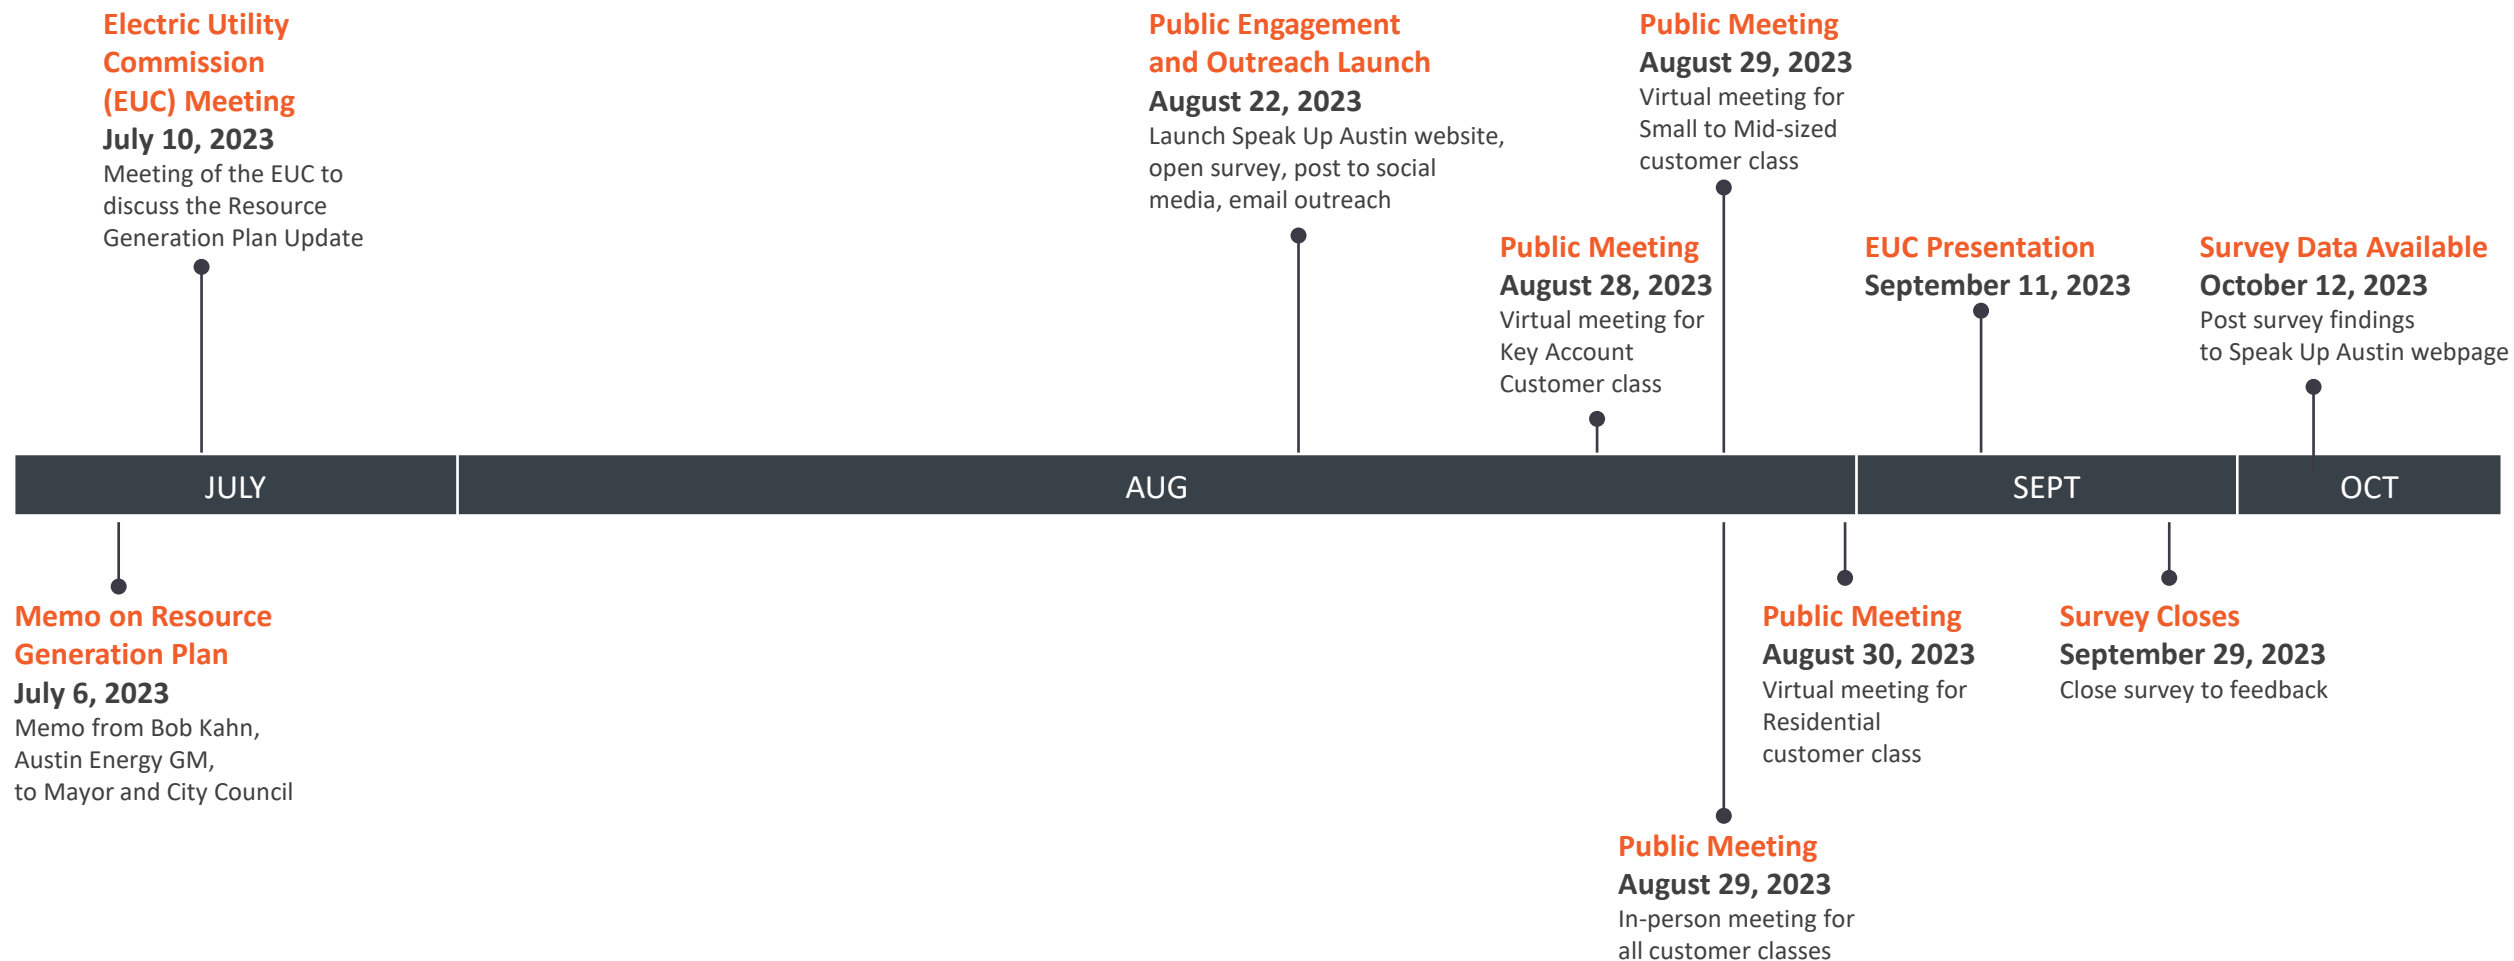 Electric Utility
Commission
(EUC) Meeting
July 10, 2023
Meeting of the EUC to
discuss the Resource
Generation Plan Update
Public Engagement
and Outreach Launch
August 22, 2023
Launch Speak Up Austin website,
open survey, post to social
media, email outreach
Public Meeting
August 28, 2023
Virtual meeting for
Key Account
Customer class
Public Meeting
August 29, 2023
Virtual meeting for
Small to Mid-sized
customer class
EUC Presentation
September 11, 2023
Survey Data Available
October 12, 2023
Post survey findings
to Speak Up Austin webpage
JULY
AUG
SEPT
OCT
Memo on Resource
Generation Plan
July 6, 2023
Memo from Bob Kahn,
Austin Energy GM,
to Mayor and City Council
Public Meeting
August 29, 2023
In-person meeting for
all customer classes
Public Meeting
August 30, 2023
Virtual meeting for
Residential
customer class
Survey Closes
September 29, 2023
Close survey to feedback